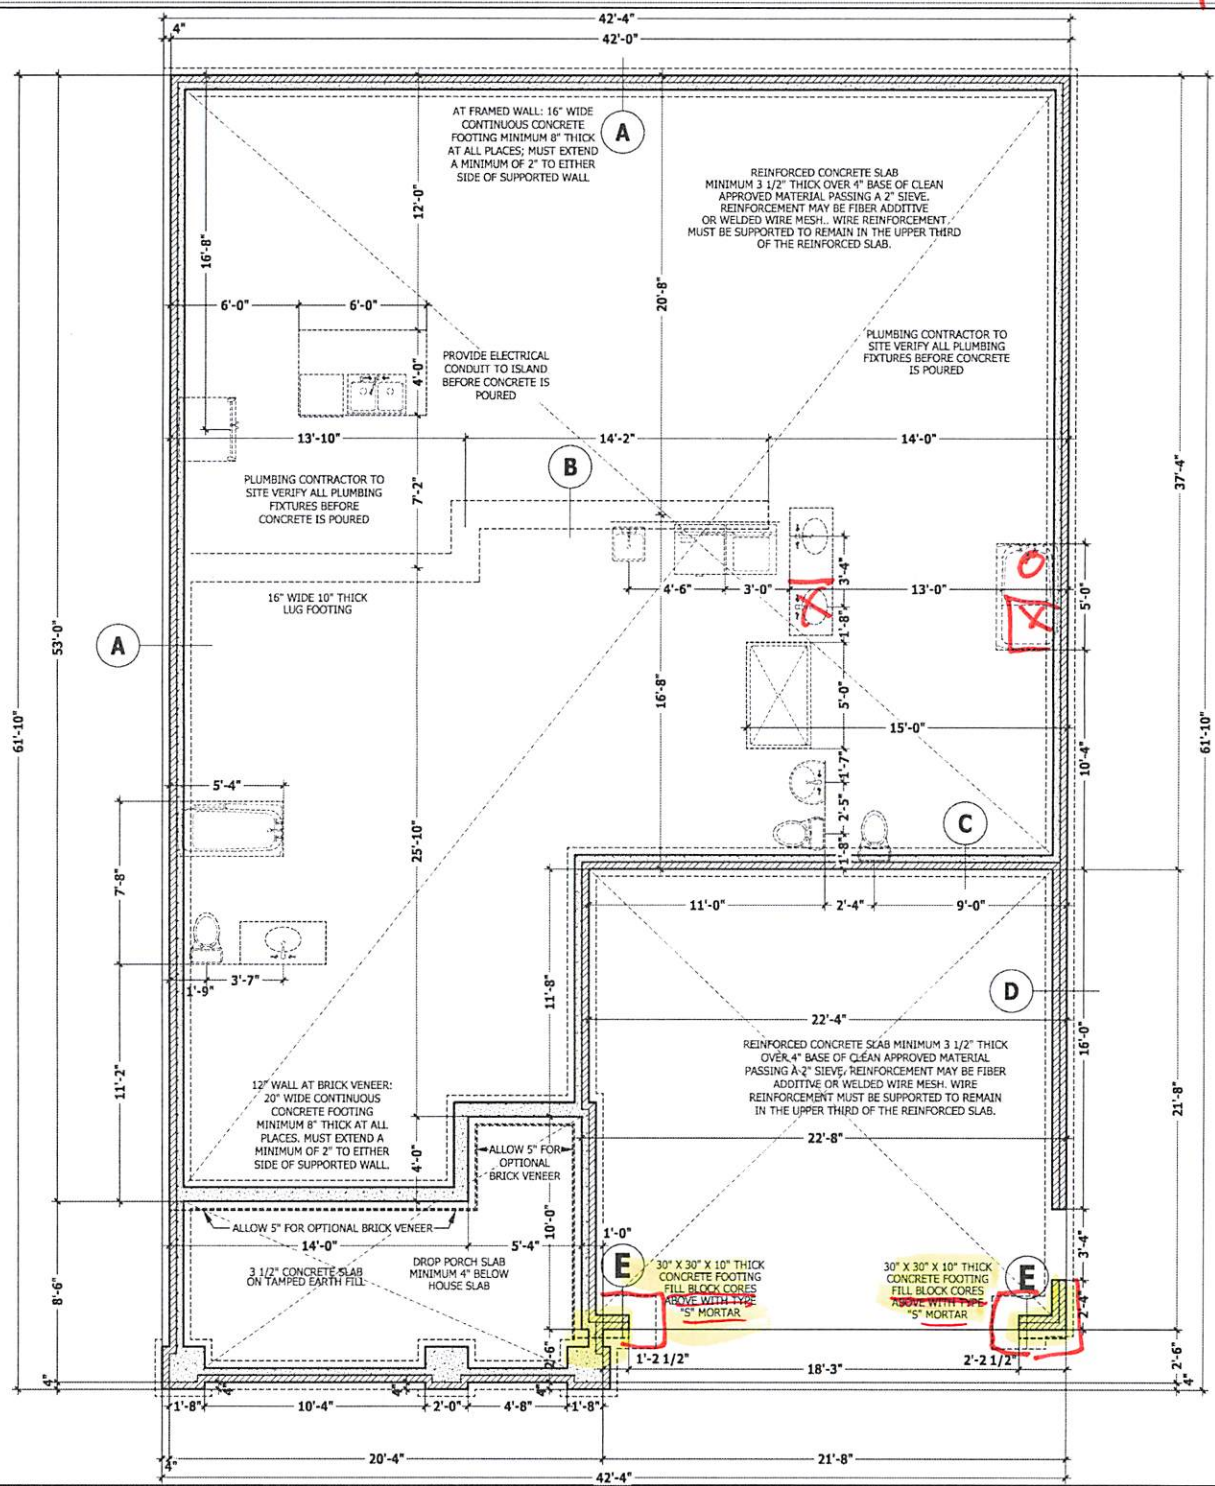 42'-4"
4"
42'-0"
AT FRAMED WALL: 16" WIDE
CONTINUOUS CONCRETE
FOOTING MINIMUM 8" THICK
AT ALL PLACES; MUST EXTEND
A MINIMUM OF 2" TO EITHER
SIDE OF SUPPORTED WALL
A
REINFORCED CONCRETE SLAB
MINIMUM 3 1/2" THICK OVER 4" BASE OF CLEAN
APPROVED MATERIAL PASSING A 2" SIEVE.
REINFORCEMENT MAY BE FIBER ADDITIVE
OR WELDED WIRE MESH.. WIRE REINFORCEMENT
MUST BE SUPPORTED TO REMAIN IN THE UPPER THIRD
OF THE REINFORCED SLAB.
12'-0"
16'-8"
20'-8"
6'-0"
6'-0"
4'-0"
PROVIDE ELECTRICAL
CONDUIT TO ISLAND
BEFORE CONCRETE IS
POURED
PLUMBING CONTRACTOR TO
SITE VERIFY ALL PLUMBING
FIXTURES BEFORE CONCRETE
IS POURED
13'-10"
14'-2"
14'-0"
37'-4"
B
PLUMBING CONTRACTOR TO
SITE VERIFY ALL PLUMBING
FIXTURES BEFORE
CONCRETE IS POURED
7'-2"
16" WIDE 10" THICK
LUG FOOTING
4'-6"
3'-0"
3'-4"
13'-0"
O
X
X
5'-0"
1'-8"
53'-0"
A
16'-8"
5'-0"
15'-0"
61'-10"
61'-10"
10'-4"
5'-4"
1'-7"
2'-5"
1'-8"
C
25'-10"
7'-8"
11'-0"
2'-4"
9'-0"
3'-7"
1'-9"
11'-8"
D
22'-4"
16'-0"
REINFORCED CONCRETE SLAB MINIMUM 3 1/2" THICK
OVER 4" BASE OF CLEAN APPROVED MATERIAL
PASSING A 2" SIEVE. REINFORCEMENT MAY BE FIBER
ADDITIVE OR WELDED WIRE MESH. WIRE
REINFORCEMENT MUST BE SUPPORTED TO REMAIN
IN THE UPPER THIRD OF THE REINFORCED SLAB.
11'-2"
21'-8"
12" WALL AT BRICK VENEER:
20" WIDE CONTINUOUS
CONCRETE FOOTING
MINIMUM 8" THICK AT ALL
PLACES. MUST EXTEND A
MINIMUM OF 2" TO EITHER
SIDE OF SUPPORTED WALL.
22'-8"
4'-0"
ALLOW 5" FOR
OPTIONAL
BRICK VENEER
ALLOW 5" FOR OPTIONAL BRICK VENEER
10'-0"
1'-0"
14'-0"
5'-4"
3'-4"
3 1/2" CONCRETE SLAB
ON TAMPED EARTH FILL
DROP PORCH SLAB
MINIMUM 4" BELOW
HOUSE SLAB
E
30" X 30" X 10" THICK
CONCRETE FOOTING
FILL BLOCK CORES
ABOVE WITH TYPE
"S" MORTAR
30" X 30" X 10" THICK
CONCRETE FOOTING
FILL BLOCK CORES
ABOVE WITH TYPE
"S" MORTAR
E
8'-6"
2'-4"
2'-6"
1'-2 1/2"
18'-3"
2'-2 1/2"
2'-6"
4"
4"
4"
4"
4"
1'-8"
10'-4"
2'-0"
4'-8"
1'-8"
4"
20'-4"
21'-8"
42'-4"